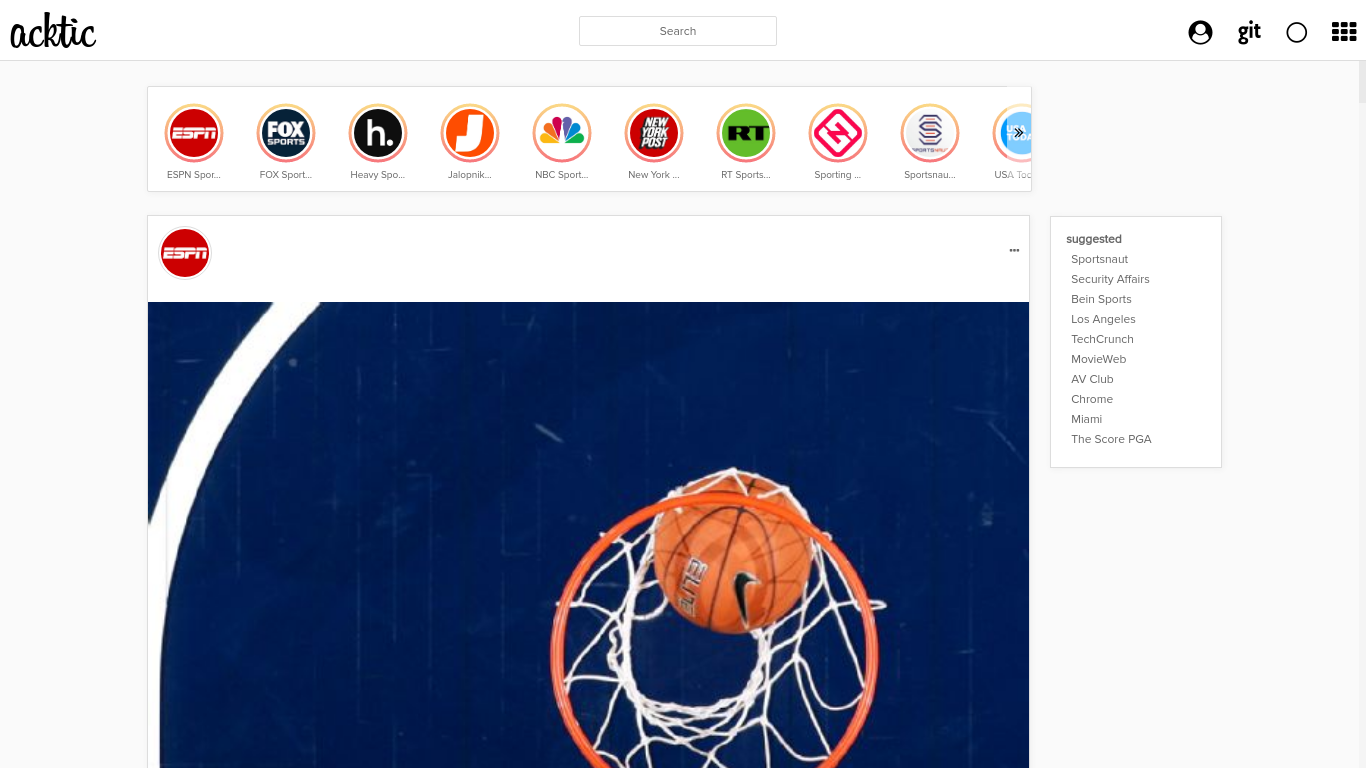 acktic
Search
git
ESPN
FOX
SPORTS
h.
J
NEW
YORK
POST
RT
ESPN Spor...
FOX Sport...
Heavy Spo...
Jalopnik...
NBC Sport...
New York ...
RT Sports...
Sporting ...
Sportsnau...
USA Toc
ESPN
...
suggested
Sportsnaut
Security Affairs
Bein Sports
Los Angeles
TechCrunch
MovieWeb
AV Club
Chrome
Miami
The Score PGA
ELITE